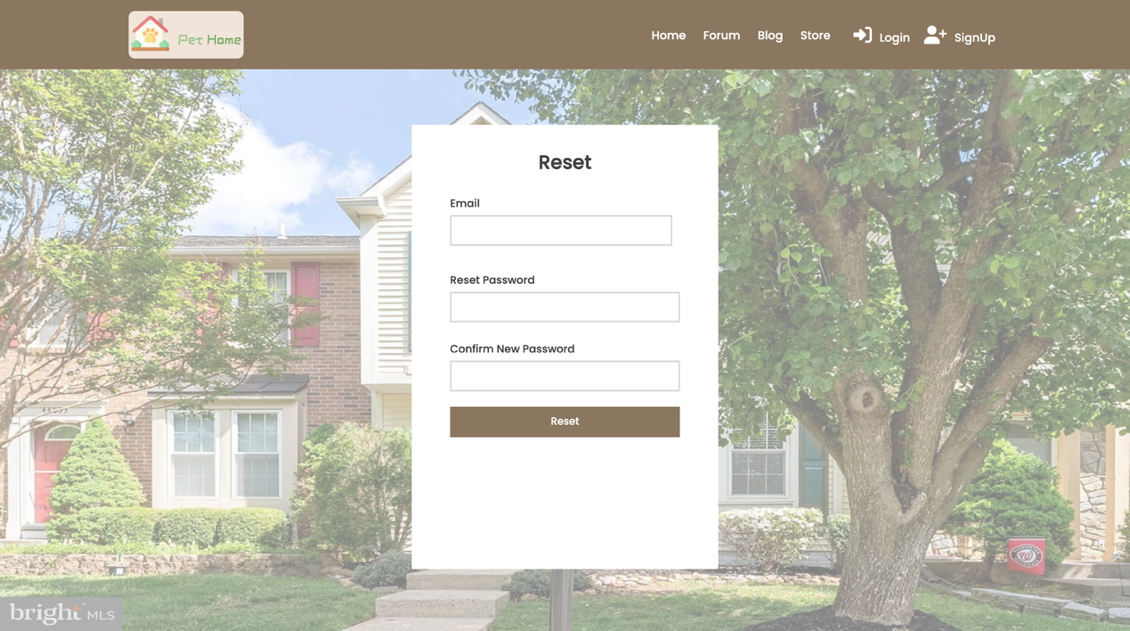 Pet Home
Home Forum Blog Store Login SignUp
Reset
Email
Reset Password
Confirm New Password
Reset
bright MLS